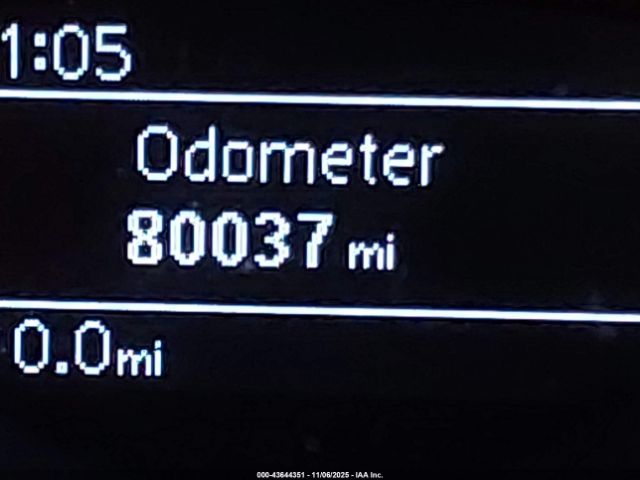 1:05
Odometer
80037 mi
0.0mi
000-43644351 - 11/06/2025 - IAA Inc.